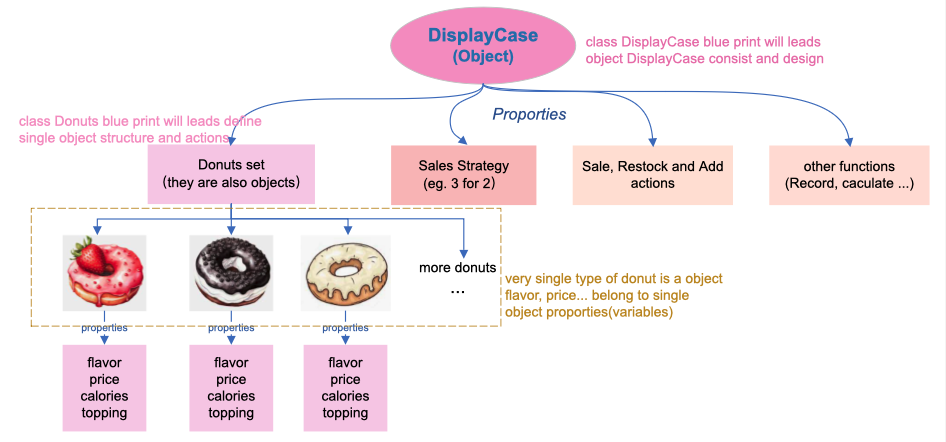 DisplayCase
(Object)
class DisplayCase blue print will leads
object DisplayCase consist and design
Proporties
class Donuts blue print will leads define
single object structure and actions
Donuts set
(they are also objects)
Sales Strategy
(eg. 3 for 2)
Sale, Restock and Add
actions
other functions
(Record, caculate ...)
more donuts
...
very single type of donut is a object
flavor, price... belong to single
object proporties(variables)
properties
properties
properties
flavor
price
calories
topping
flavor
price
calories
topping
flavor
price
calories
topping